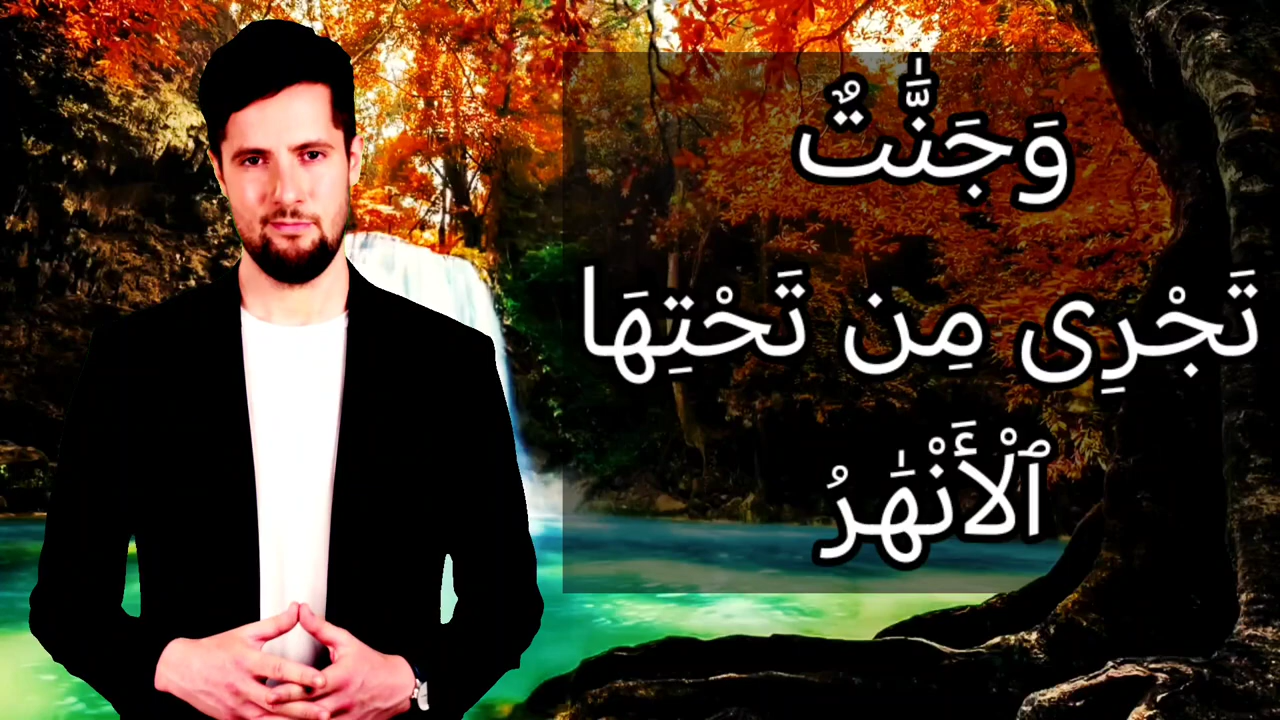 وَجَنَّٰتٌ
تَجْرِى مِن تَحْتِهَا
ٱلْأَنْهَٰرُ